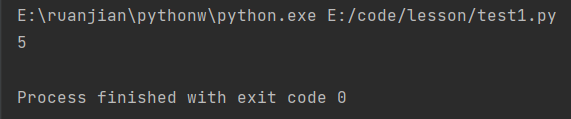 E:\ruanjian\pythonw\python.exe E:/code/lesson/test1.py
5
Process finished with exit code 0